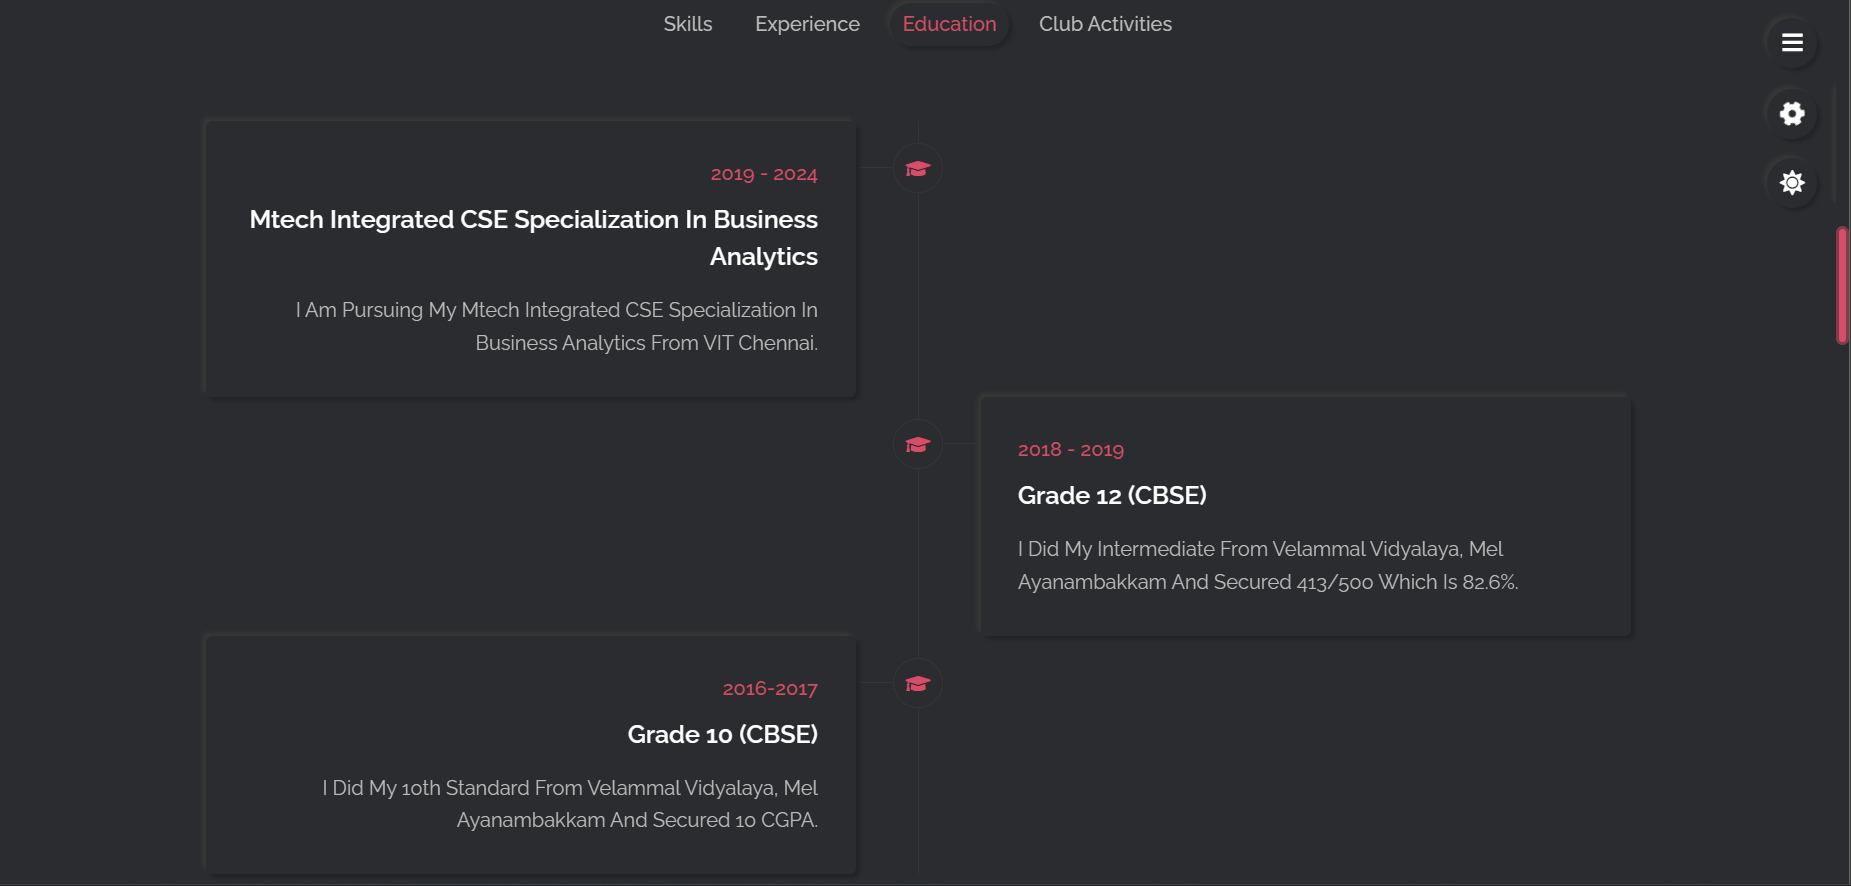 Skills
Experience
Education
Club Activities
2019 - 2024
Mtech Integrated CSE Specialization In Business
Analytics
I Am Pursuing My Mtech Integrated CSE Specialization In
Business Analytics From VIT Chennai.
2018 - 2019
Grade 12 (CBSE)
I Did My Intermediate From Velammal Vidyalaya, Mel
Ayanambakkam And Secured 413/500 Which Is 82.6%.
2016-2017
Grade 10 (CBSE)
I Did My 10th Standard From Velammal Vidyalaya, Mel
Ayanambakkam And Secured 10 CGPA.